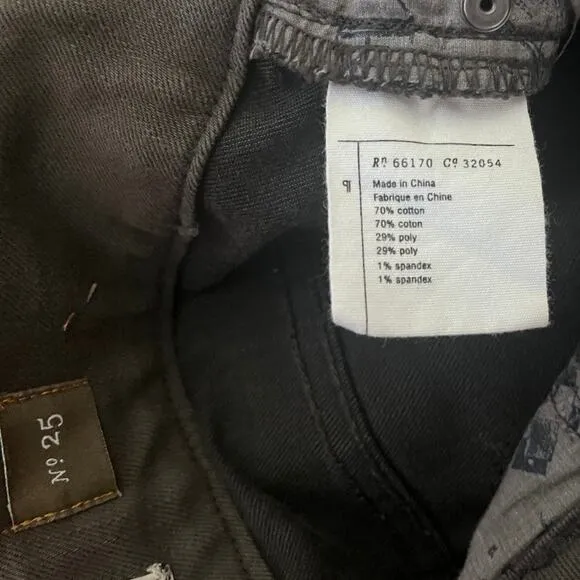 Rº 66170 Cº 32054
¶
Made in China
Fabrique en Chine
70% cotton
70% coton
29% poly
29% poly
1% spandex
1% spandex
Nº 25